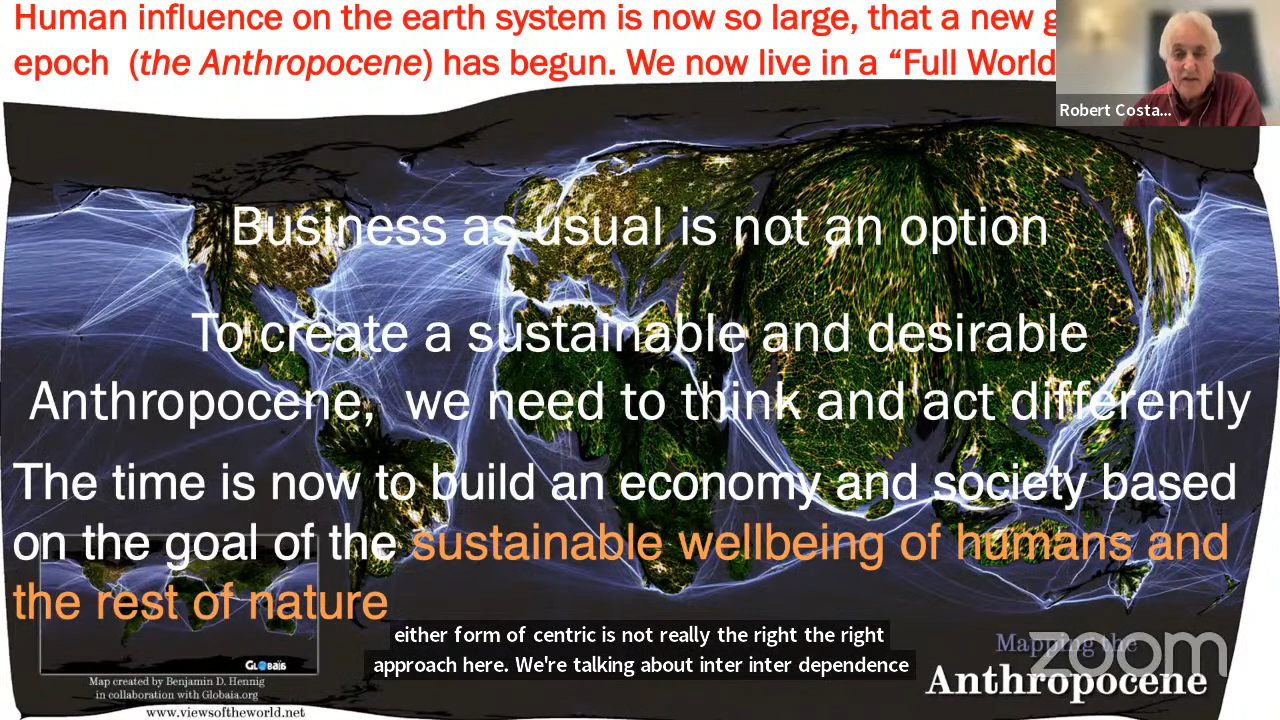 Human influence on the earth system is now so large, that a new g
epoch (the Anthropocene) has begun. We now live in a “Full World
Robert Costa...
Business as usual is not an option
To create a sustainable and desirable
Anthropocene, we need to think and act differently
The time is now to build an economy and society based
on the goal of the sustainable wellbeing of humans and
the rest of nature
either form of centric is not really the right the right
approach here. We're talking about inter inter dependence
Mapping the
Anthropocene
zoom
Globaïa
Map created by Benjamin D. Hennig
in collaboration with Globaia.org
www.viewsoftheworld.net